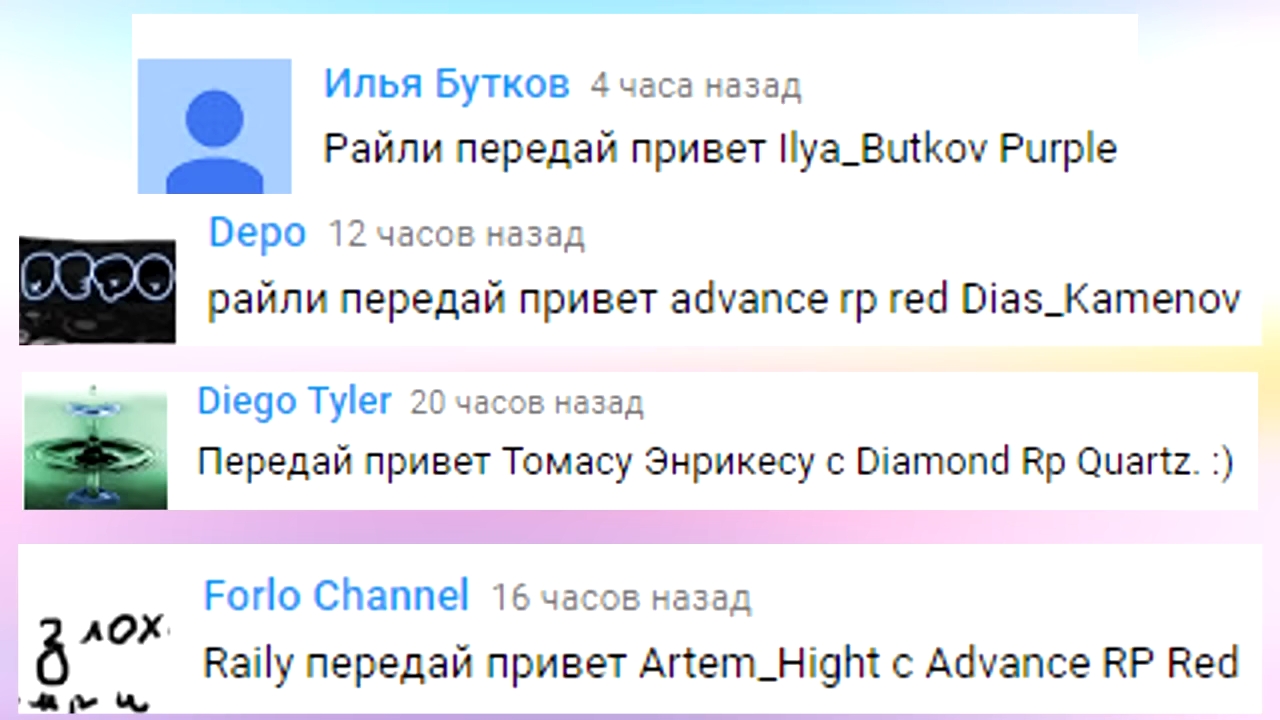 Илья Бутков 4 часа назад
Райли передай привет Ilya_Butkov Purple
Depo 12 часов назад
райли передай привет advance rp red Dias_Kamenov
Diego Tyler 20 часов назад
Передай привет Томасу Энрикесу с Diamond Rp Quartz. :)
Forlo Channel 16 часов назад
Raily передай привет Artem_Hight с Advance RP Red